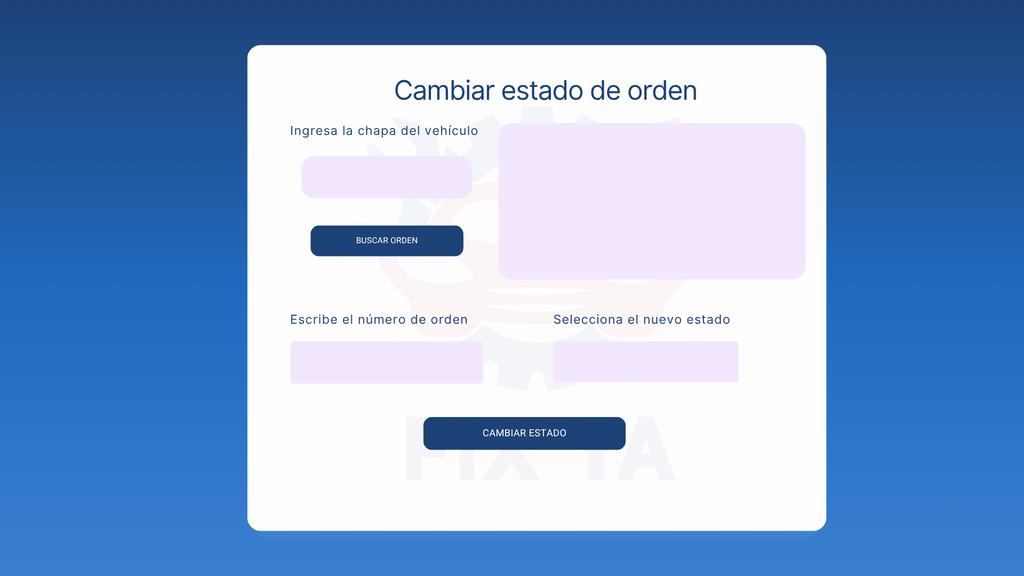 Cambiar estado de orden
Ingresa la chapa del vehículo
BUSCAR ORDEN
Escribe el número de orden
Selecciona el nuevo estado
CAMBIAR ESTADO
FIX YA